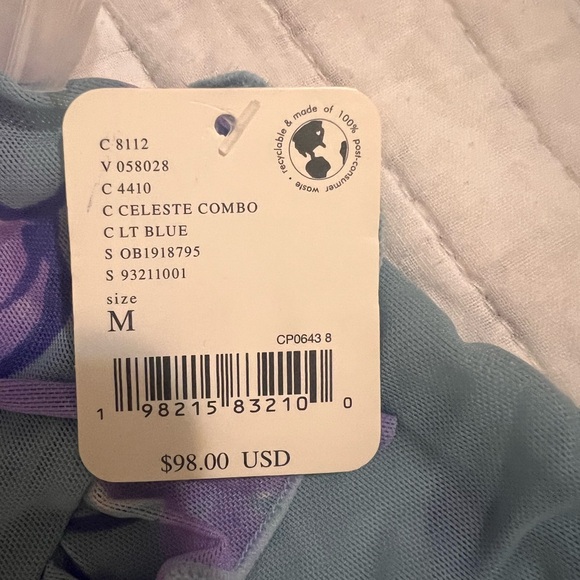 recyclable & made of 100% post-consumer waste •
C 8112
V 058028
C 4410
C CELESTE COMBO
C LT BLUE
S OB1918795
S 93211001
size
M
CP0643 8
1 98215 83210 0
$98.00 USD